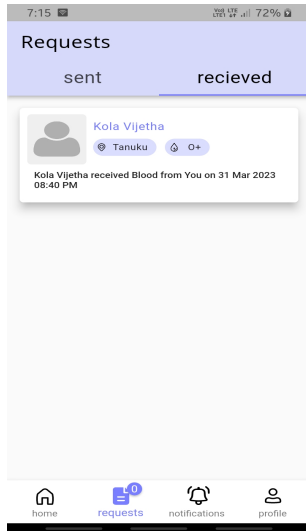 7:15 72%
Requests
sent recieved
Kola Vijetha
Tanuku O+
Kola Vijetha received Blood from You on 31 Mar 2023
08:40 PM
0
home requests notifications profile